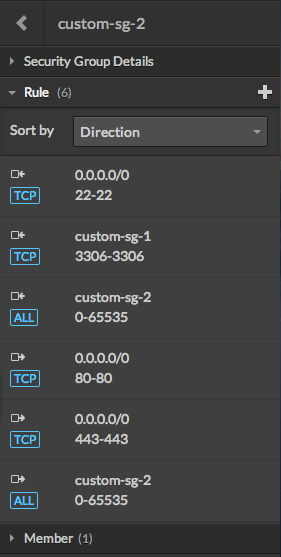 custom-sg-2
Security Group Details
Rule (6)
Sort by Direction
0.0.0.0/0
TCP 22-22
custom-sg-1
TCP 3306-3306
custom-sg-2
ALL 0-65535
0.0.0.0/0
TCP 80-80
0.0.0.0/0
TCP 443-443
custom-sg-2
ALL 0-65535
Member (1)